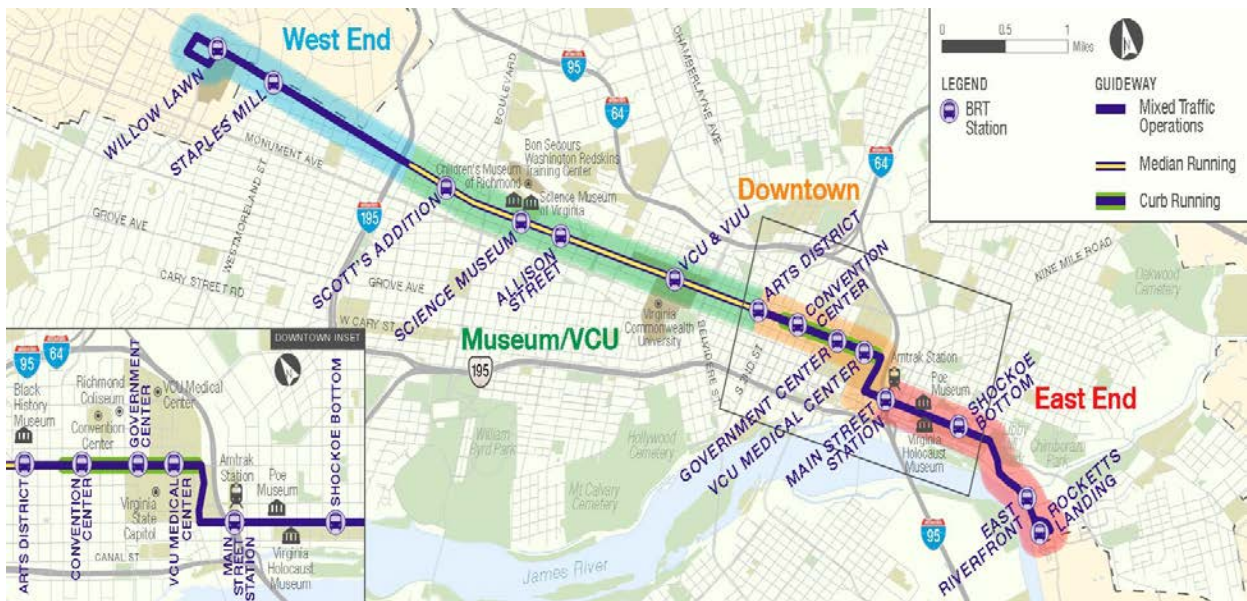 West End
WILLOW LAWN
STAPLES MILL
MONUMENT AVE
GROVE AVE
WESTMORELAND ST
CARY STREET RD
195
BOULEVARD
95
64
CHAMBERLAYNE AVE
Bon Secours
Washington Redskins
Training Center
Children's Museum
of Richmond
Science Museum
of Virginia
SCOTT'S ADDITION
SCIENCE MUSEUM
ALLISON
STREET
GROVE AVE
W CARY ST
Museum/VCU
VCU & VUU
Virginia
Commonwealth
University
BELVIDERE ST
S 2ND ST
195
Downtown
64
ARTS DISTRICT
CONVENTION
CENTER
GOVERNMENT CENTER
VCU MEDICAL CENTER
MAIN STREET
STATION
Amtrak Station
Poe
Museum
Virginia
Holocaust
Museum
SHOCKOE
BOTTOM
East End
NINE MILE ROAD
Oakwood
Cemetery
Chimborazo
Park
EAST
RIVERFRONT
ROCKETTS
LANDING
95
William
Byrd Park
Hollywood
Cemetery
Mt Calvary
Cemetery
James River
0 0.5 1
Miles
N
LEGEND
BRT
Station
GUIDEWAY
Mixed Traffic
Operations
Median Running
Curb Running
DOWNTOWN INSET
95
64
Black
History
Museum
Richmond
Coliseum
Convention
Center
GOVERNMENT
CENTER
VCU Medical
Center
Amtrak
Station
Poe
Museum
SHOCKOE BOTTOM
ARTS DISTRICT
CONVENTION
CENTER
Virginia
State
Capitol
VCU MEDICAL
CENTER
MAIN
STREET
STATION
Virginia
Holocaust
Museum
CANAL ST